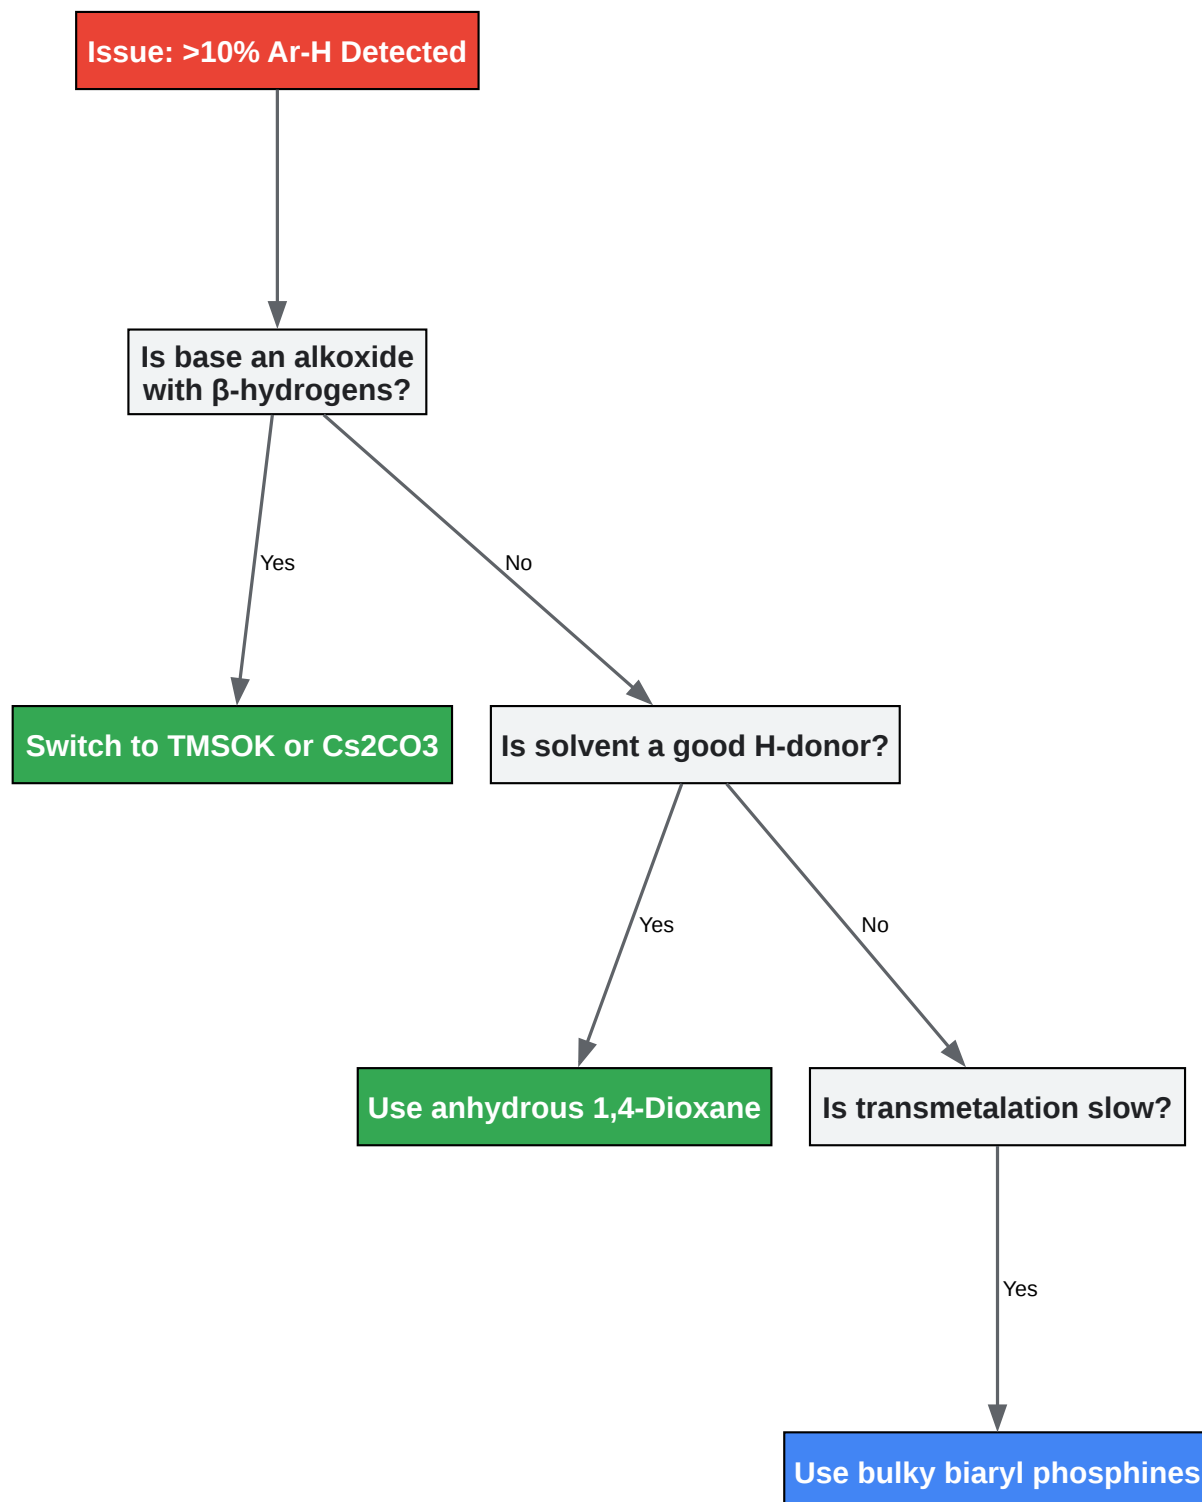 Issue: >10% Ar-H Detected
Is base an alkoxide
with β-hydrogens?
Yes
No
Switch to TMSOK or Cs2CO3
Is solvent a good H-donor?
Yes
No
Use anhydrous 1,4-Dioxane
Is transmetalation slow?
Yes
Use bulky biaryl phosphines